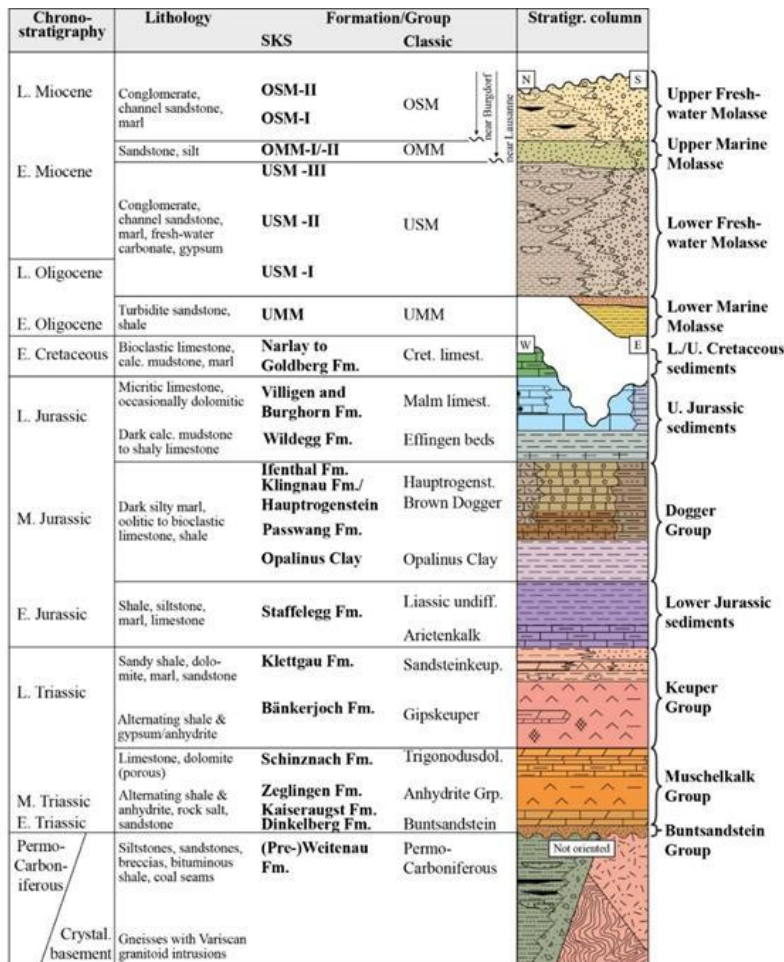 Chrono-
stratigraphy
Lithology
Formation/Group
SKS
Classic
Stratigr. column
L. Miocene
Conglomerate,
channel sandstone,
marl
OSM-II
OSM-I
OSM
near Burgdorf
near Lausanne
N
S
Upper Fresh-
water Molasse
Sandstone, silt
OMM-I/-II
OMM
Upper Marine
Molasse
E. Miocene
Conglomerate,
channel sandstone,
marl, fresh-water
carbonate, gypsum
USM -III
USM -II
USM -I
USM
Lower Fresh-
water Molasse
L. Oligocene
E. Oligocene
Turbidite sandstone,
shale
UMM
UMM
Lower Marine
Molasse
E. Cretaceous
Bioclastic limestone,
calc. mudstone, marl
Narlay to
Goldberg Fm.
Cret. limest.
W
E
L./U. Cretaceous
sediments
L. Jurassic
Micritic limestone,
occasionally dolomitic
Villigen and
Burghorn Fm.
Malm limest.
U. Jurassic
sediments
Dark calc. mudstone
to shaly limestone
Wildegg Fm.
Effingen beds
M. Jurassic
Dark silty marl,
oolitic to bioclastic
limestone, shale
Ifenthal Fm.
Klingnau Fm./
Hauptrogenstein
Passwang Fm.
Opalinus Clay
Hauptrogenst.
Brown Dogger
Opalinus Clay
Dogger
Group
E. Jurassic
Shale, siltstone,
marl, limestone
Staffelegg Fm.
Liassic undiff.
Arietenkalk
Lower Jurassic
sediments
L. Triassic
Sandy shale, dolo-
mite, marl, sandstone
Klettgau Fm.
Sandsteinkeup.
Keuper
Group
Alternating shale &
gypsum/anhydrite
Bänkerjoch Fm.
Gipskeuper
Limestone, dolomite
(porous)
Schinznach Fm.
Trigonodusdol.
Muschelkalk
Group
M. Triassic
E. Triassic
Alternating shale &
anhydrite, rock salt,
sandstone
Zeglingen Fm.
Kaiseraugst Fm.
Dinkelberg Fm.
Anhydrite Grp.
Buntsandstein
Buntsandstein
Group
Permo-
Carbon-
iferous
Siltstones, sandstones,
breccias, bituminous
shale, coal seams
(Pre-)Weitenau
Fm.
Permo-
Carboniferous
Not oriented
Crystal.
basement
Gneisses with Variscan
granitoid intrusions